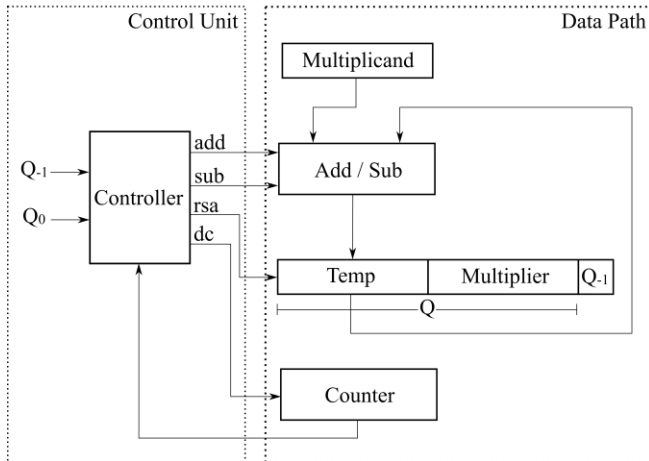 Control Unit
Data Path
Multiplicand
add
Q-1
sub
Add / Sub
Controller
rsa
Q0
dc
Temp
Multiplier
Q-1
Q
Counter